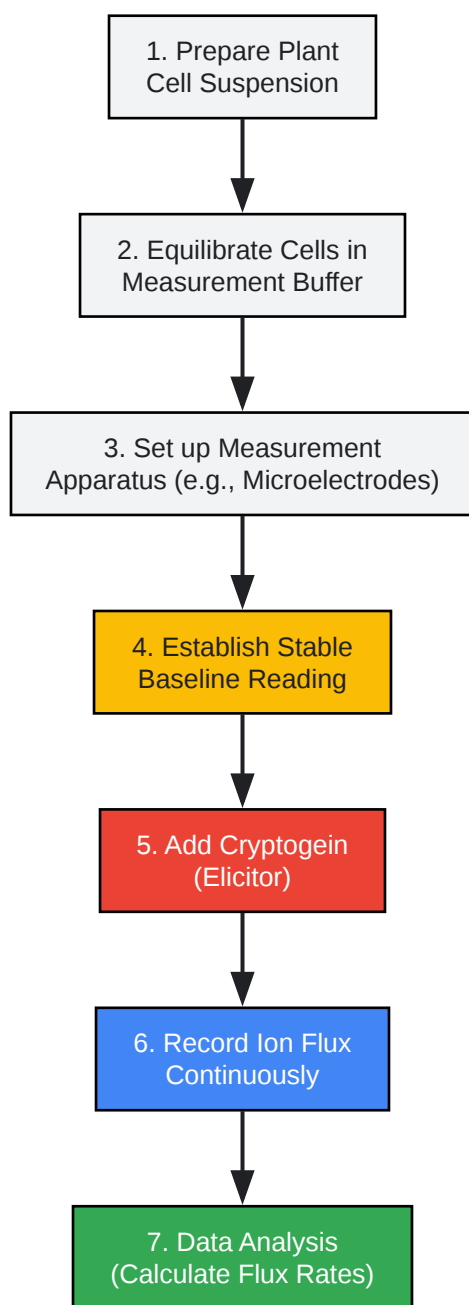 1. Prepare Plant
Cell Suspension
2. Equilibrate Cells in
Measurement Buffer
3. Set up Measurement
Apparatus (e.g., Microelectrodes)
4. Establish Stable
Baseline Reading
5. Add Cryptogein
(Elicitor)
6. Record Ion Flux
Continuously
7. Data Analysis
(Calculate Flux Rates)